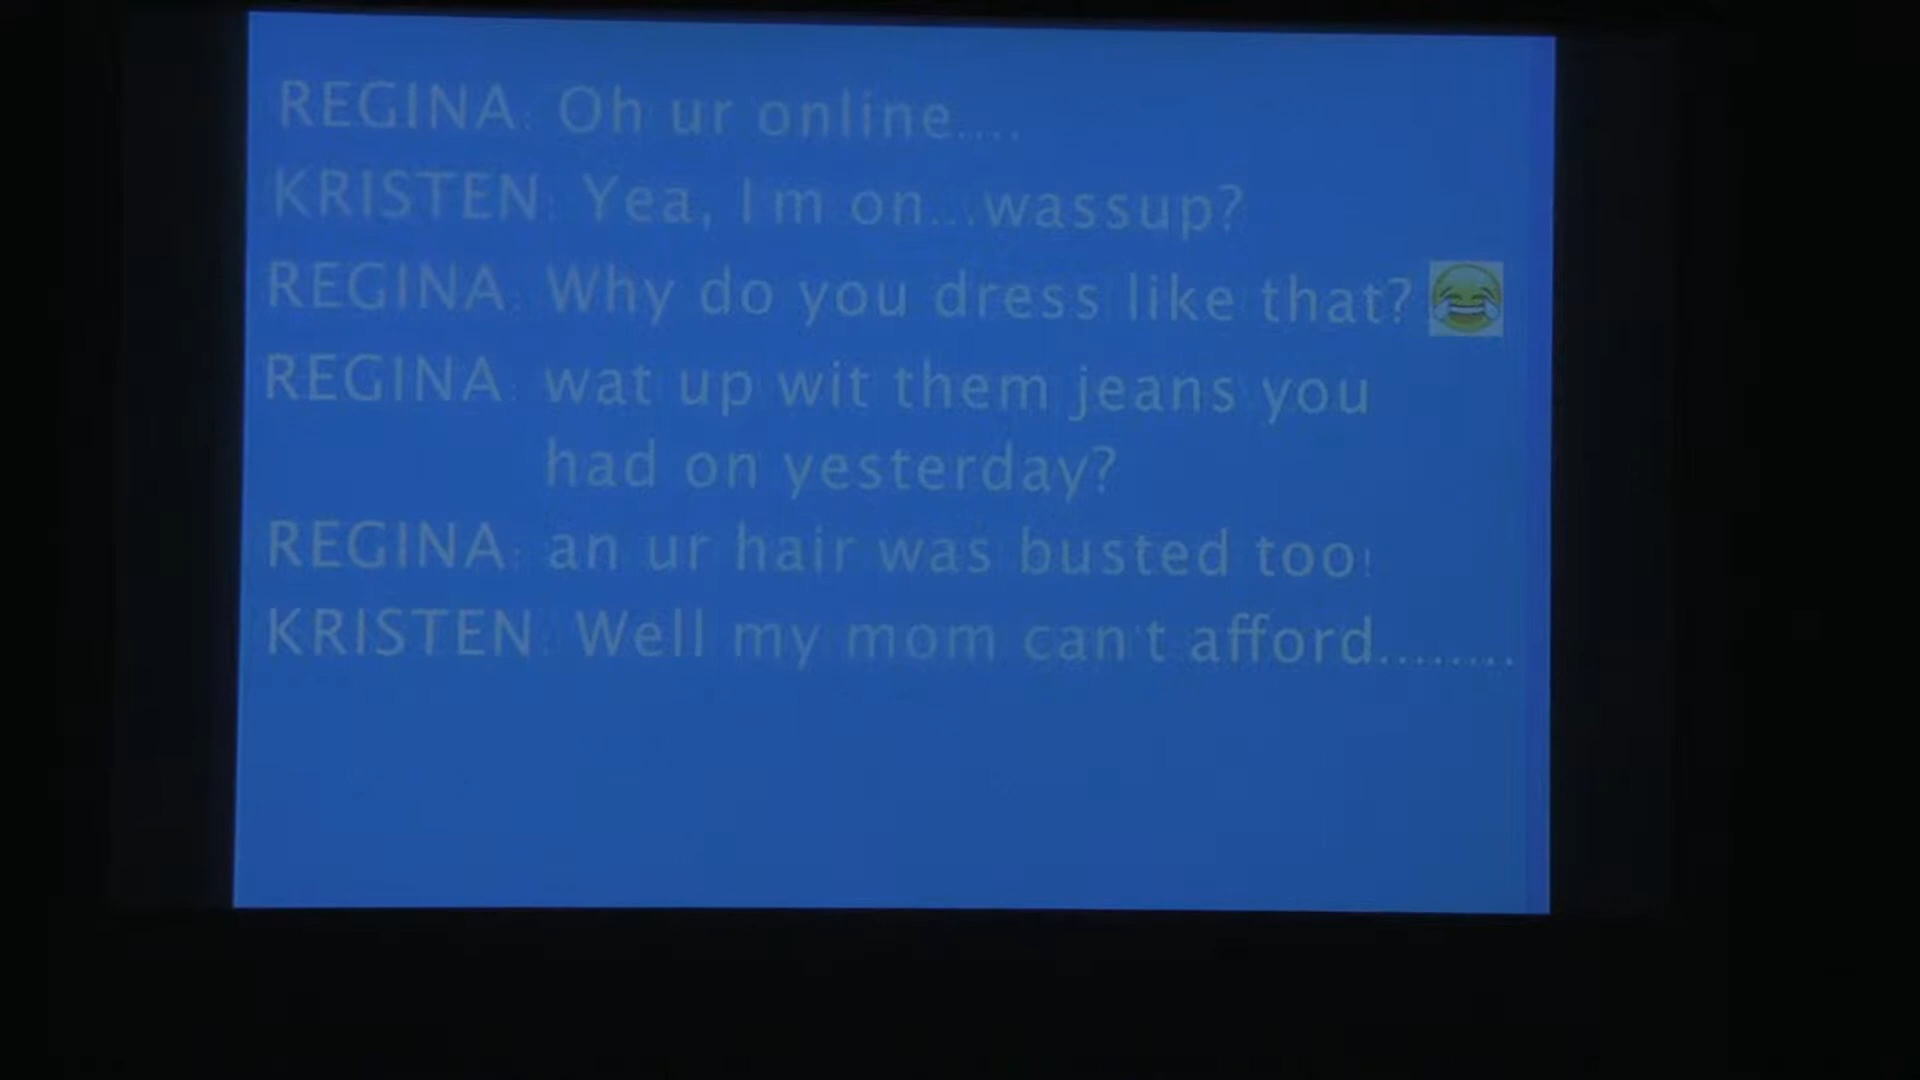 REGINA: Oh ur online....
KRISTEN: Yea, I'm on...wassup?
REGINA: Why do you dress like that? 😂
REGINA: wat up wit them jeans you
had on yesterday?
REGINA: an ur hair was busted too!
KRISTEN: Well my mom can't afford.........